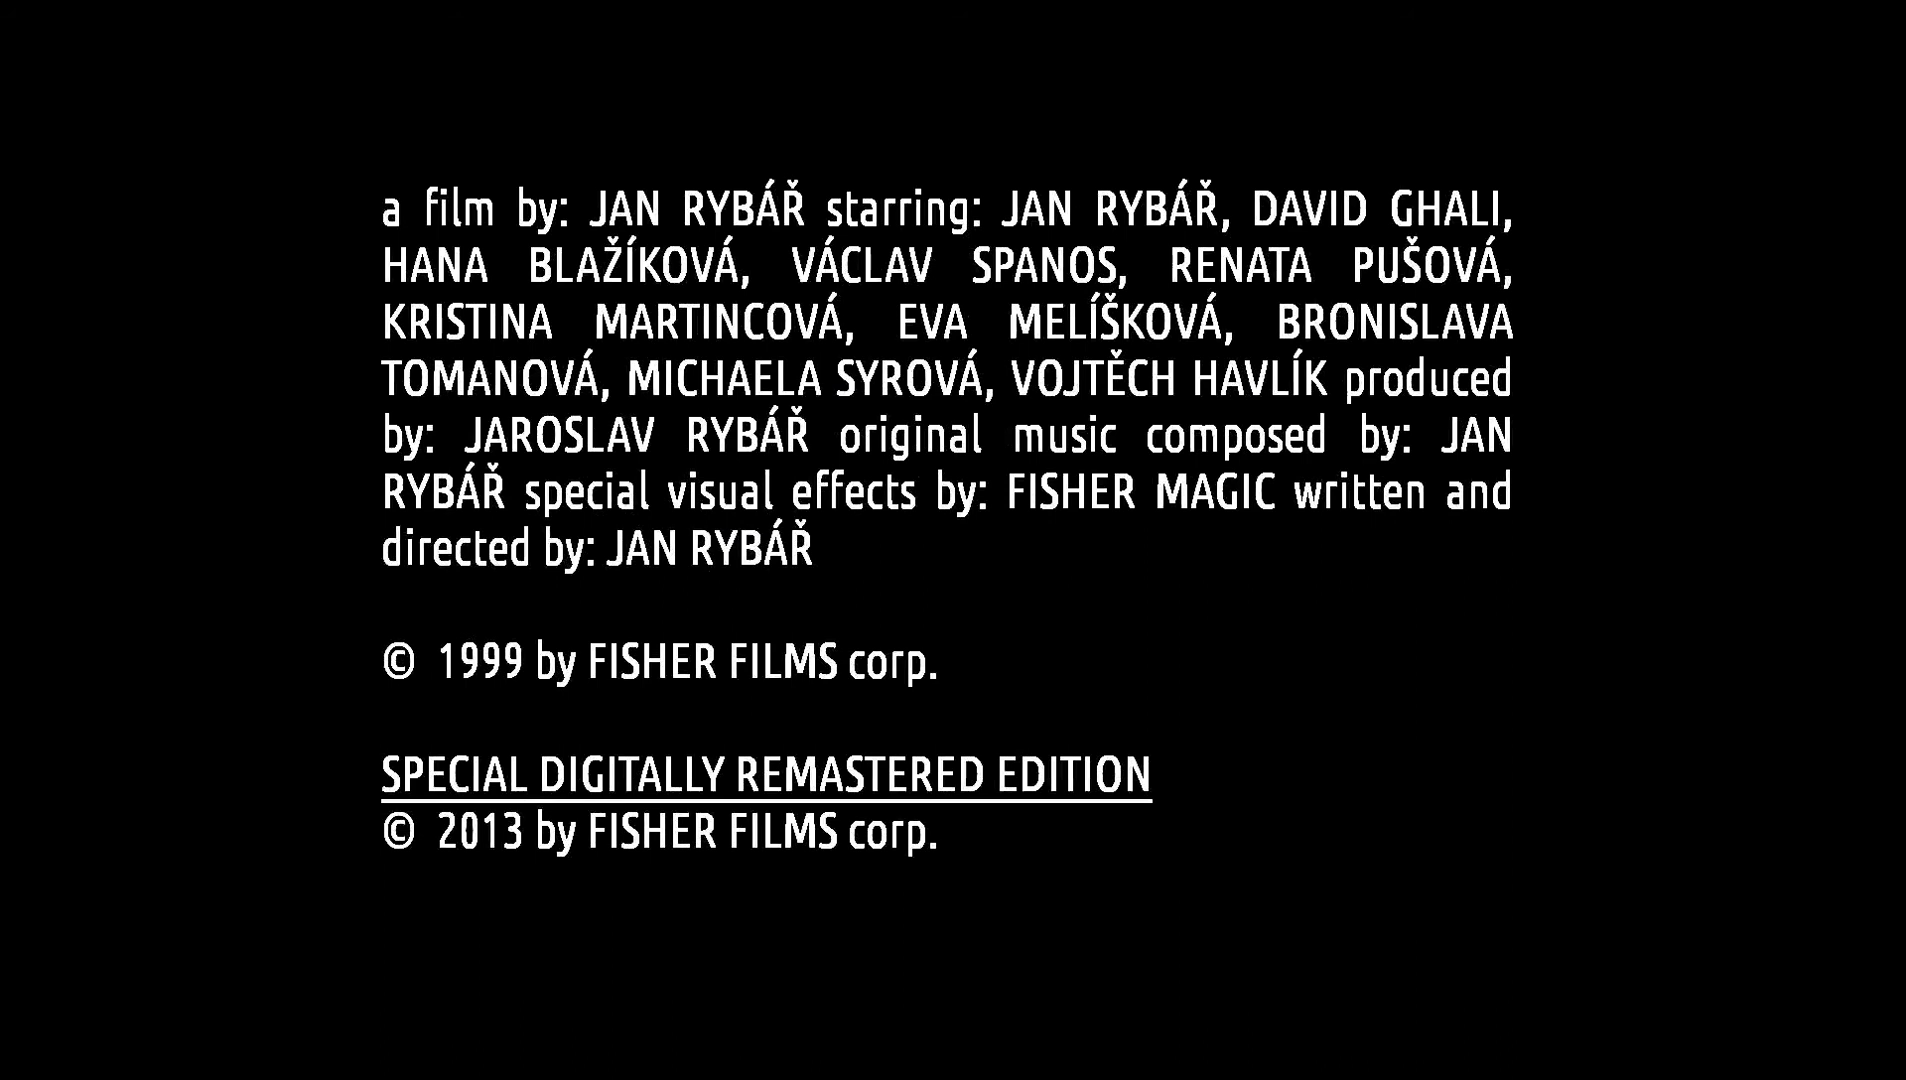 a film by: JAN RYBÁŘ starring: JAN RYBÁŘ, DAVID GHALI,
HANA BLAŽÍKOVÁ, VÁCLAV SPANOS, RENATA PUŠOVÁ,
KRISTINA MARTINCOVÁ, EVA MELÍŠKOVÁ, BRONISLAVA
TOMANOVÁ, MICHAELA SYROVÁ, VOJTĚCH HAVLÍK produced
by: JAROSLAV RYBÁŘ original music composed by: JAN
RYBÁŘ special visual effects by: FISHER MAGIC written and
directed by: JAN RYBÁŘ
© 1999 by FISHER FILMS corp.
SPECIAL DIGITALLY REMASTERED EDITION
© 2013 by FISHER FILMS corp.